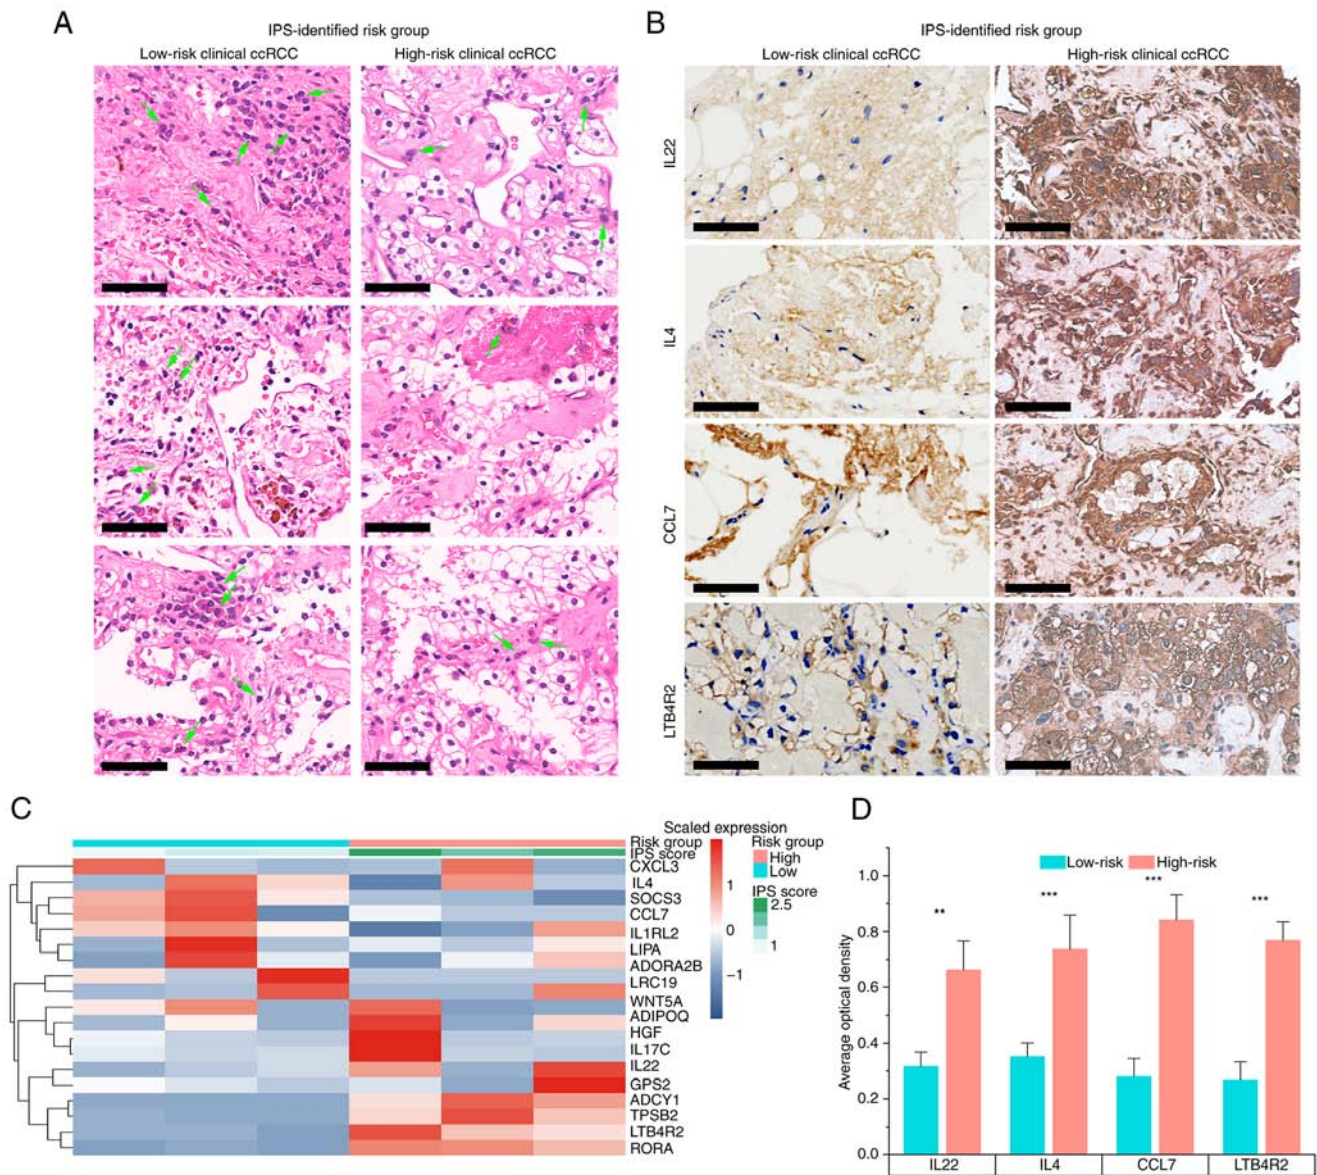 A
IPS-identified risk group
Low-risk clinical ccRCC
High-risk clinical ccRCC
B
IPS-identified risk group
Low-risk clinical ccRCC
High-risk clinical ccRCC
IL22
IL4
CCL7
LTB4R2
C
Risk group
IPS score
CXCL3
IL4
SOCS3
CCL7
IL1RL2
LIPA
ADORA2B
LRC19
WNT5A
ADIPOQ
HGF
IL17C
IL22
GPS2
ADCY1
TPSB2
LTB4R2
RORA
Scaled expression
1
0
−1
Risk group
High
Low
IPS score
2.5
1
D
Average optical density
1.0
0.8
0.6
0.4
0.2
0.0
Low-risk
High-risk
**
***
***
***
IL22
IL4
CCL7
LTB4R2